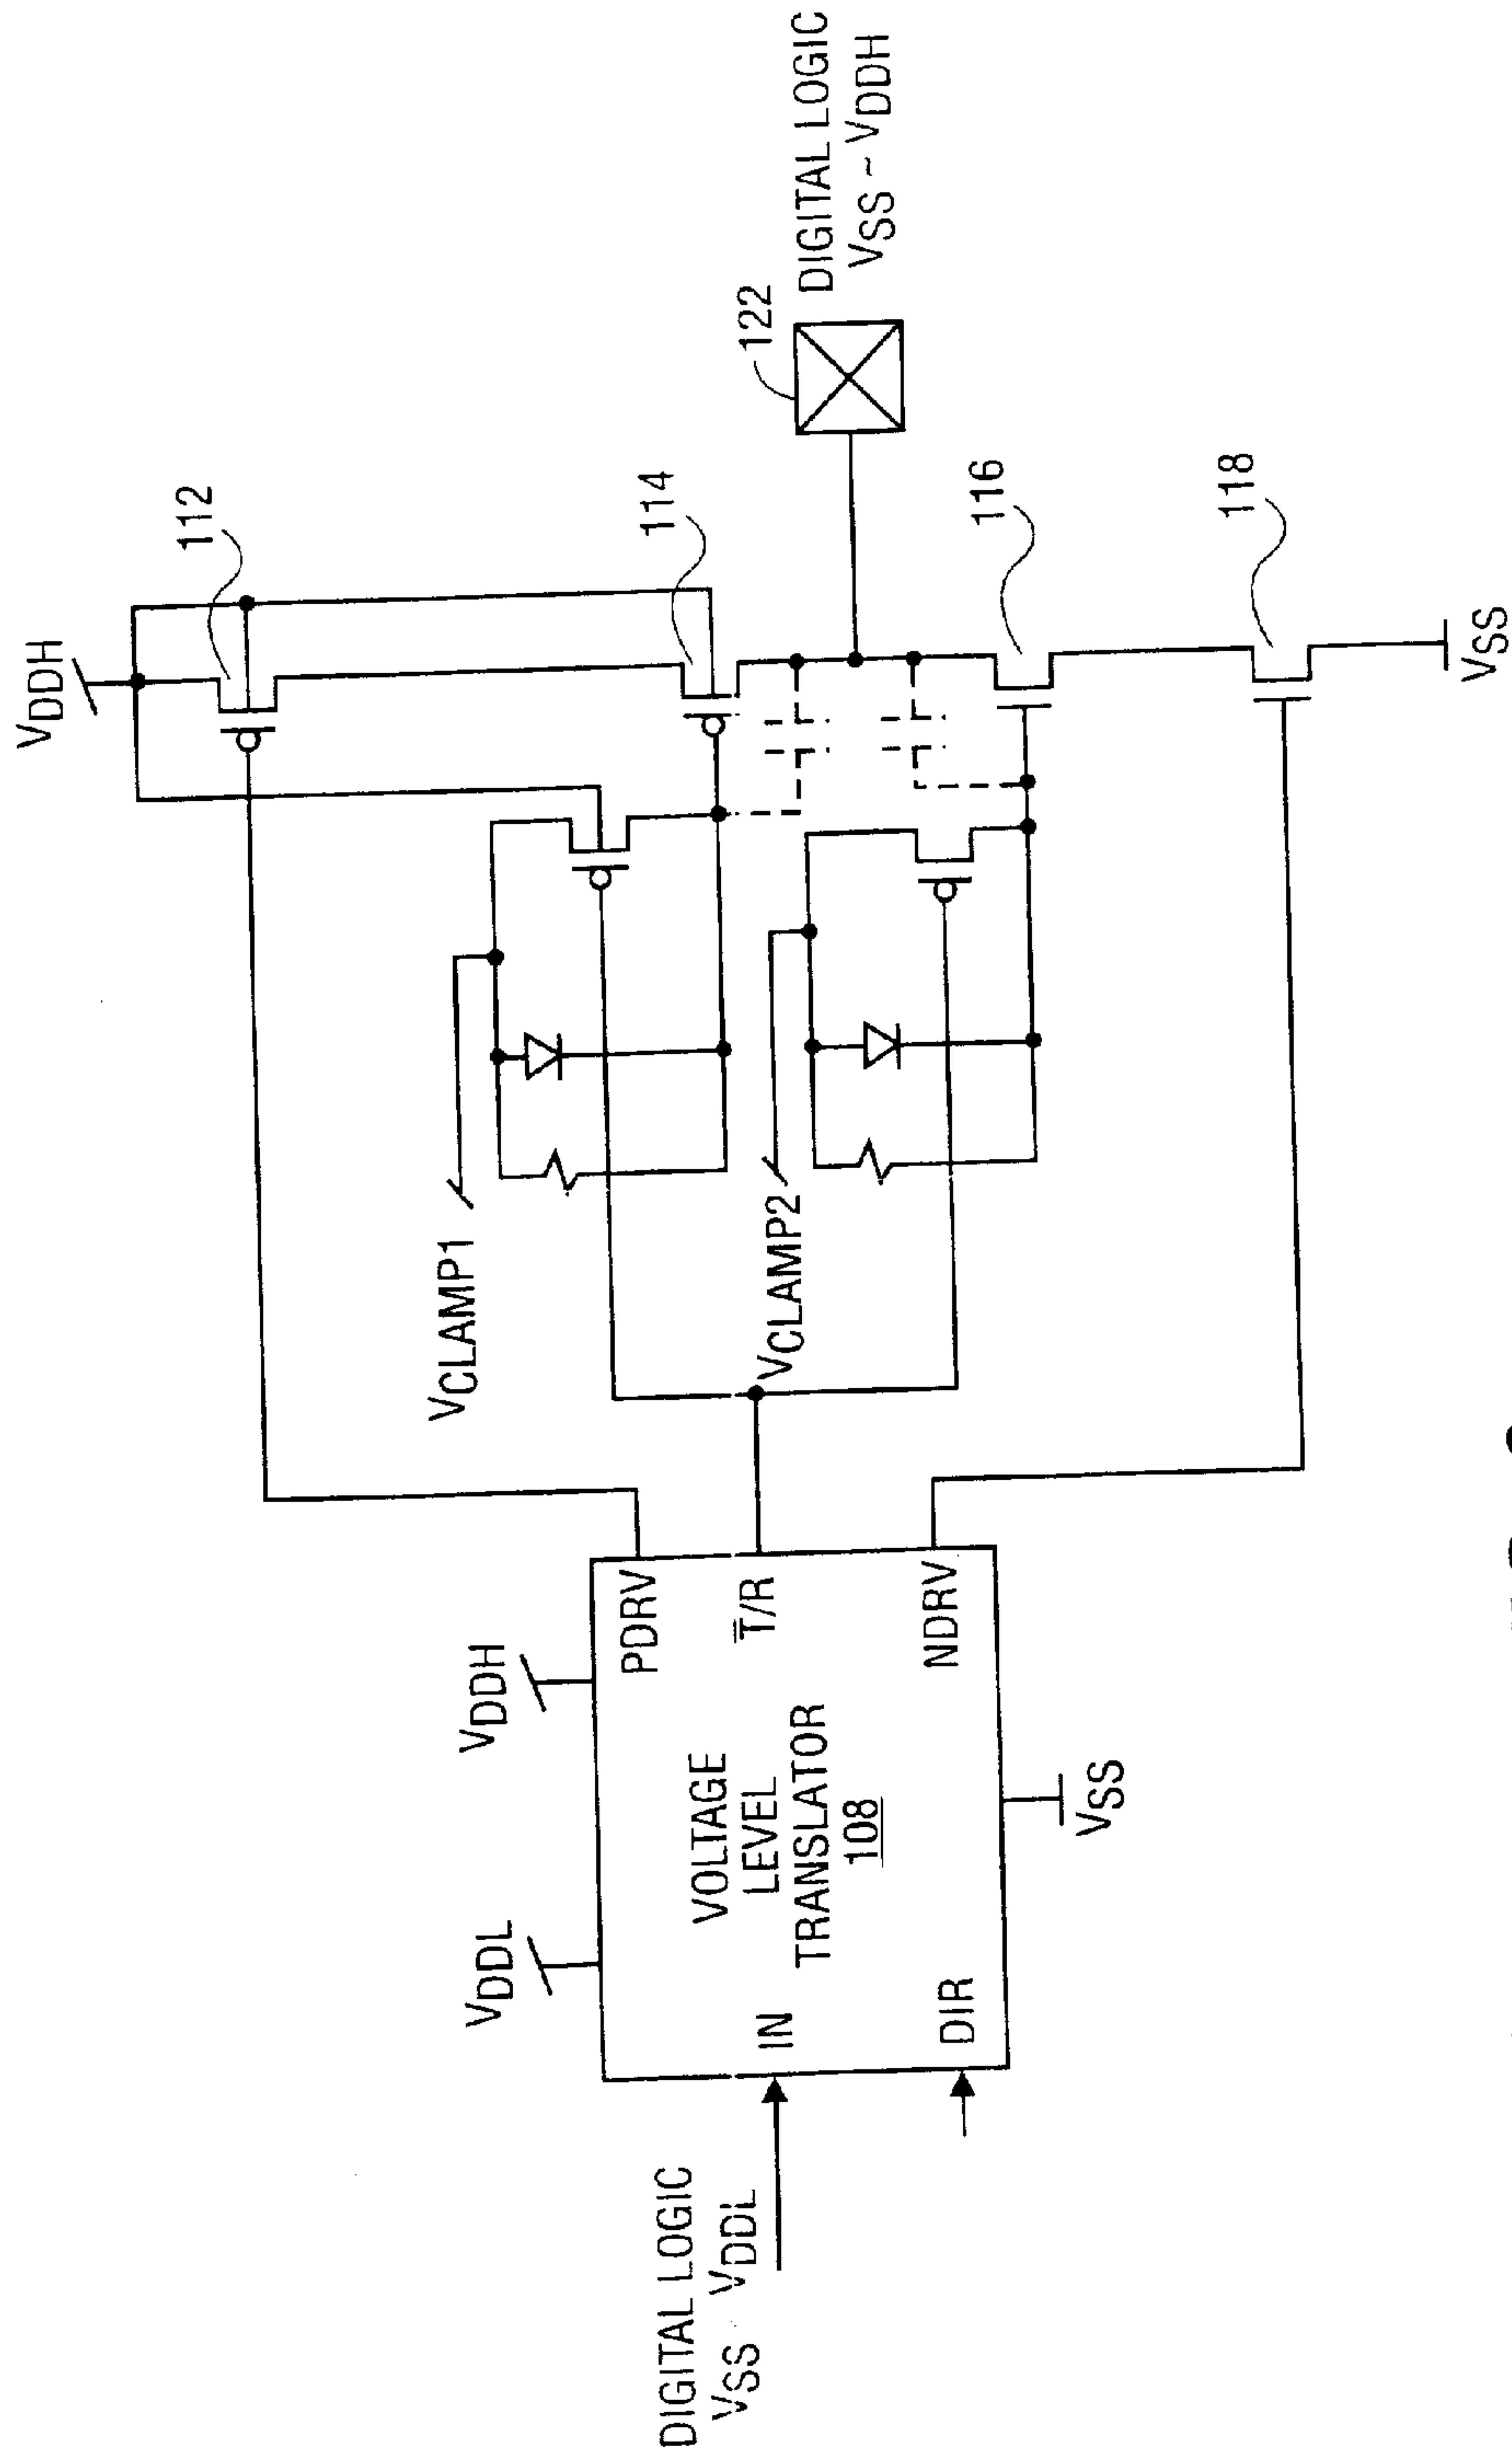 VDDH
112
114
122
DIGITAL LOGIC
VSS - VDDH
116
118
VSS
VCLAMP1
VCLAMP2
VDDL
VDDH
PDRV
T̅/R
NDRV
VOLTAGE
LEVEL
TRANSLATOR
108
IN
DIR
VSS
DIGITAL LOGIC
VSS VDDL